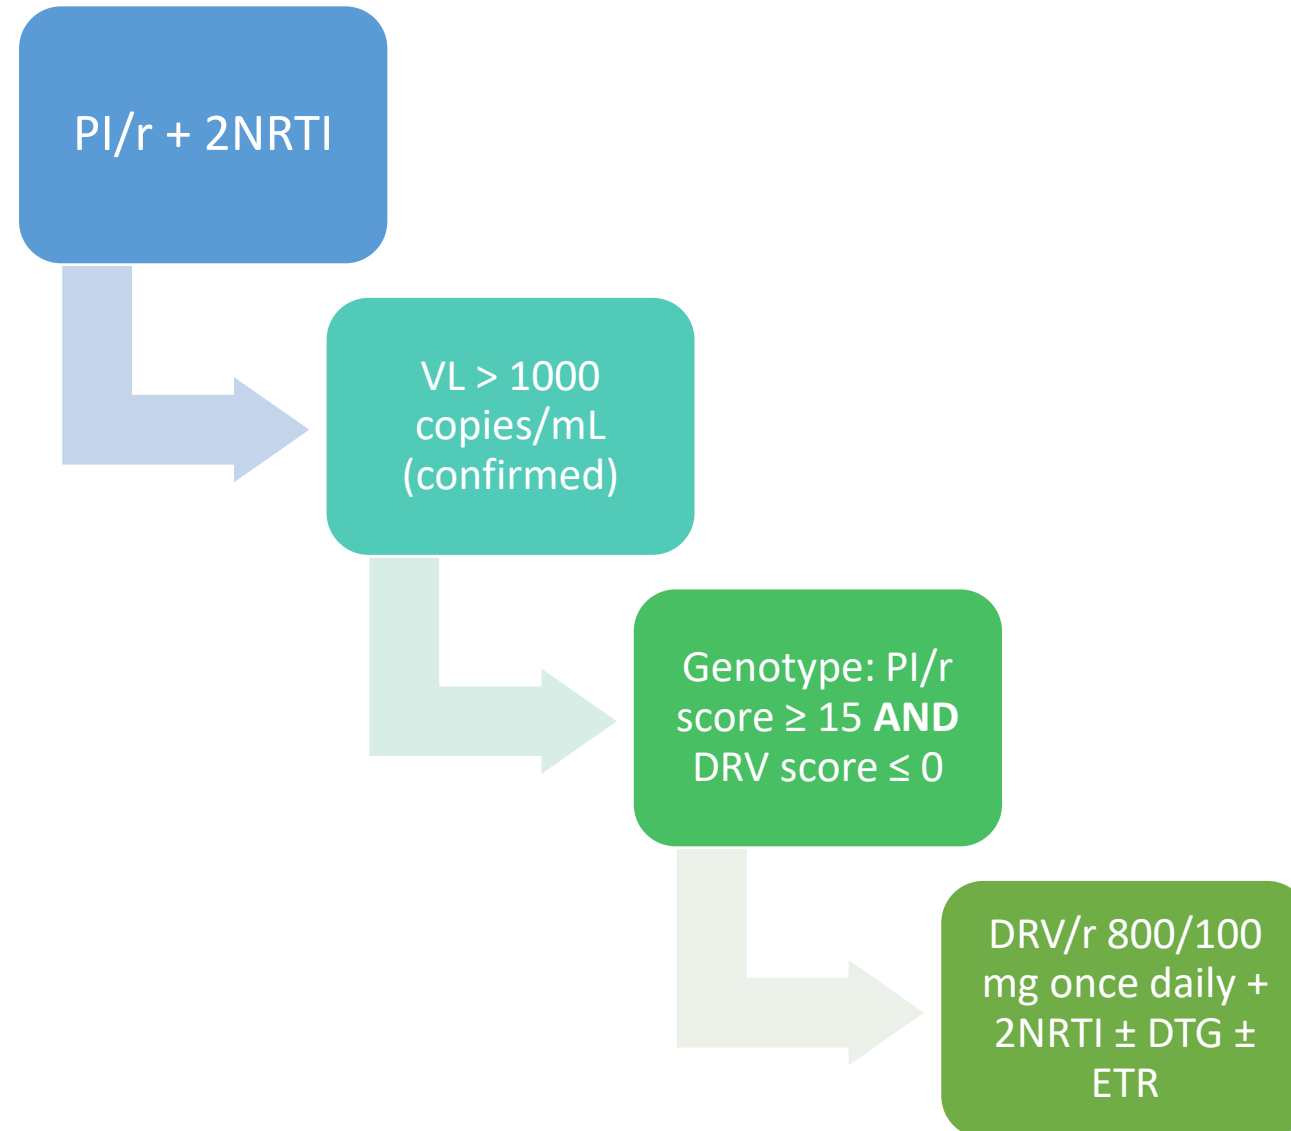 PI/r + 2NRTI
VL > 1000
copies/mL
(confirmed)
Genotype: PI/r
score ≥ 15 AND
DRV score ≤ 0
DRV/r 800/100
mg once daily +
2NRTI ± DTG ±
ETR